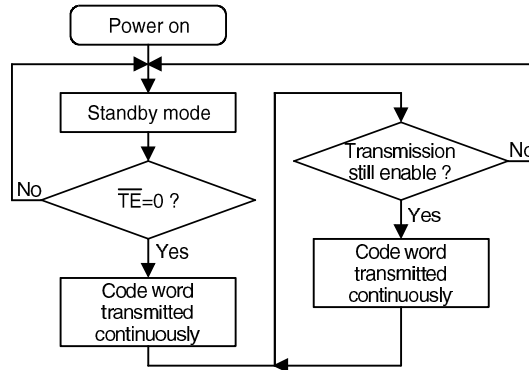 Power on
Standby mode
No
T̅E̅=0 ?
Yes
Code word
transmitted
continuously
Transmission
still enable ?
No
Yes
Code word
transmitted
continuously